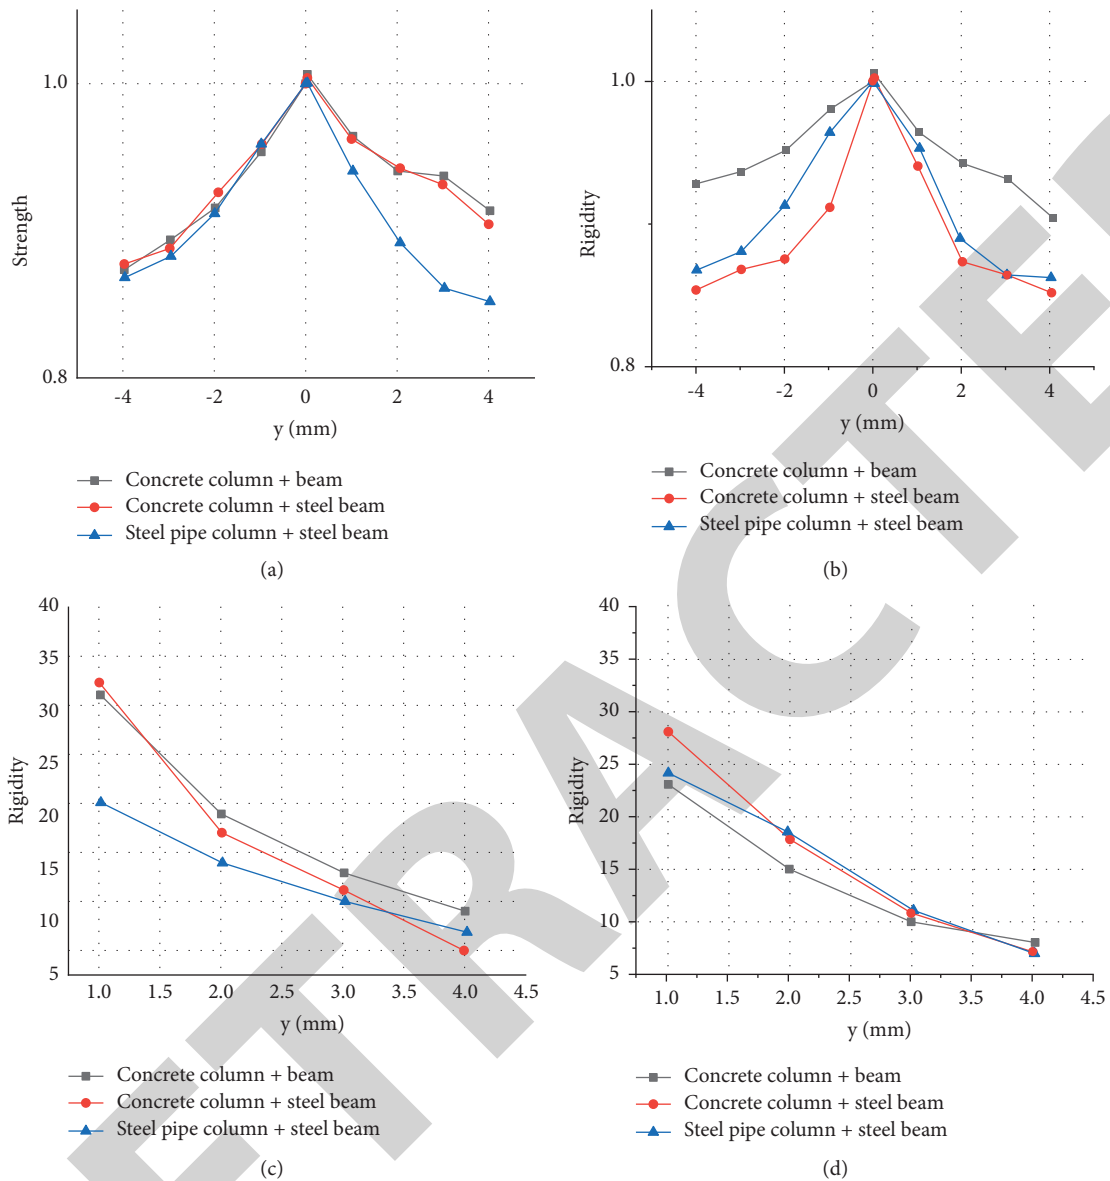 1.0
0.8
Strength
-4 -2 0 2 4
y (mm)
Concrete column + beam
Concrete column + steel beam
Steel pipe column + steel beam
(a)
1.0
0.8
Rigidity
-4 -2 0 2 4
y (mm)
Concrete column + beam
Concrete column + steel beam
Steel pipe column + steel beam
(b)
40
35
30
25
20
15
10
5
Rigidity
1.0 1.5 2.0 2.5 3.0 3.5 4.0 4.5
y (mm)
Concrete column + beam
Concrete column + steel beam
Steel pipe column + steel beam
(c)
40
35
30
25
20
15
10
5
Rigidity
1.0 1.5 2.0 2.5 3.0 3.5 4.0 4.5
y (mm)
Concrete column + beam
Concrete column + steel beam
Steel pipe column + steel beam
(d)
ETRACTE